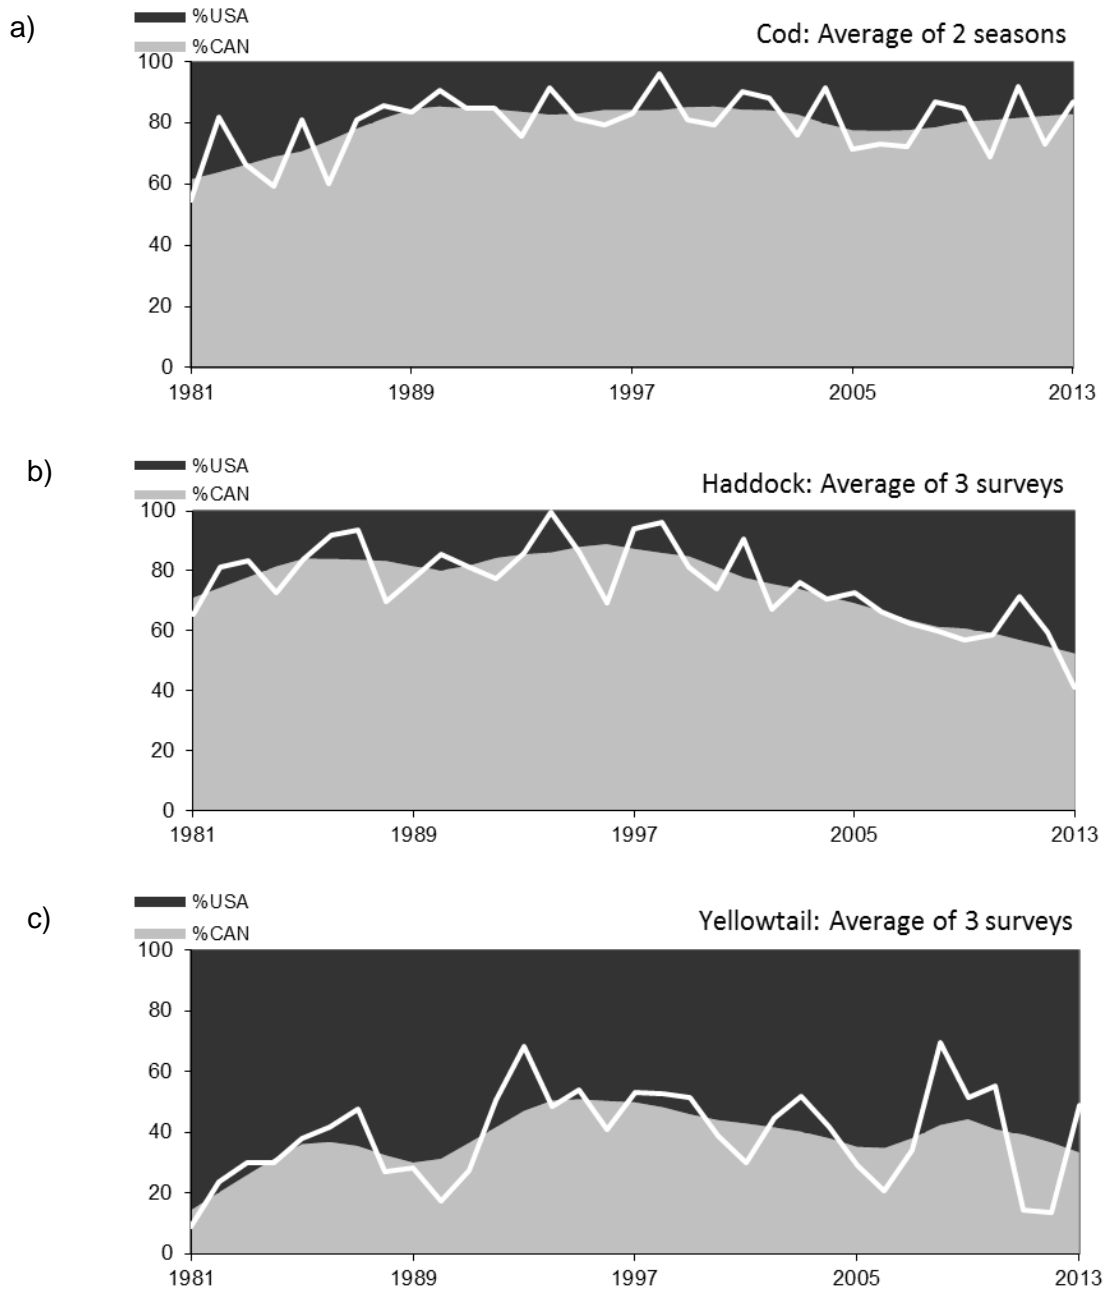 a)
%USA
%CAN
Cod: Average of 2 seasons
100
80
60
40
20
0
1981 1989 1997 2005 2013
b)
%USA
%CAN
Haddock: Average of 3 surveys
100
80
60
40
20
0
1981 1989 1997 2005 2013
c)
%USA
%CAN
Yellowtail: Average of 3 surveys
100
80
60
40
20
0
1981 1989 1997 2005 2013